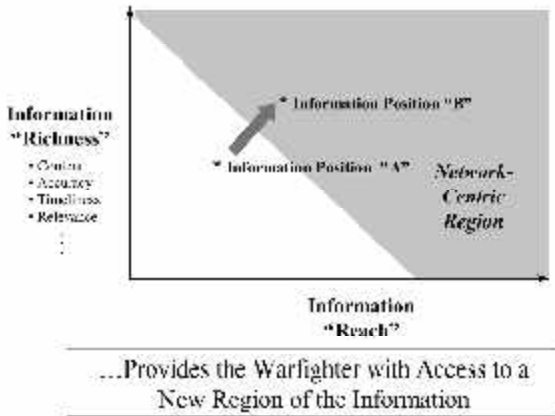 Information
"Richness"
• Content
• Accuracy
• Timeliness
• Relevance
* Information Position "B"
* Information Position "A"
Network-
Centric
Region
Information
"Reach"
...Provides the Warfighter with Access to a
New Region of the Information